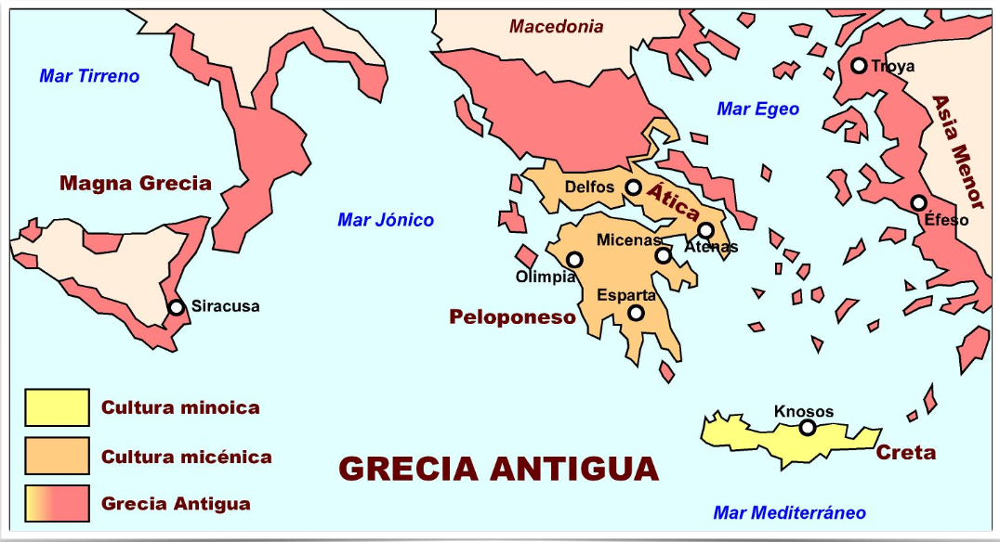 Macedonia
Mar Tirreno
Troya
Mar Egeo
Asia Menor
Magna Grecia
Delfos
Ática
Mar Jónico
Éfeso
Micenas
Atenas
Olimpia
Siracusa
Esparta
Peloponeso
Cultura minoica
Knosos
Cultura micénica
Creta
GRECIA ANTIGUA
Grecia Antigua
Mar Mediterráneo